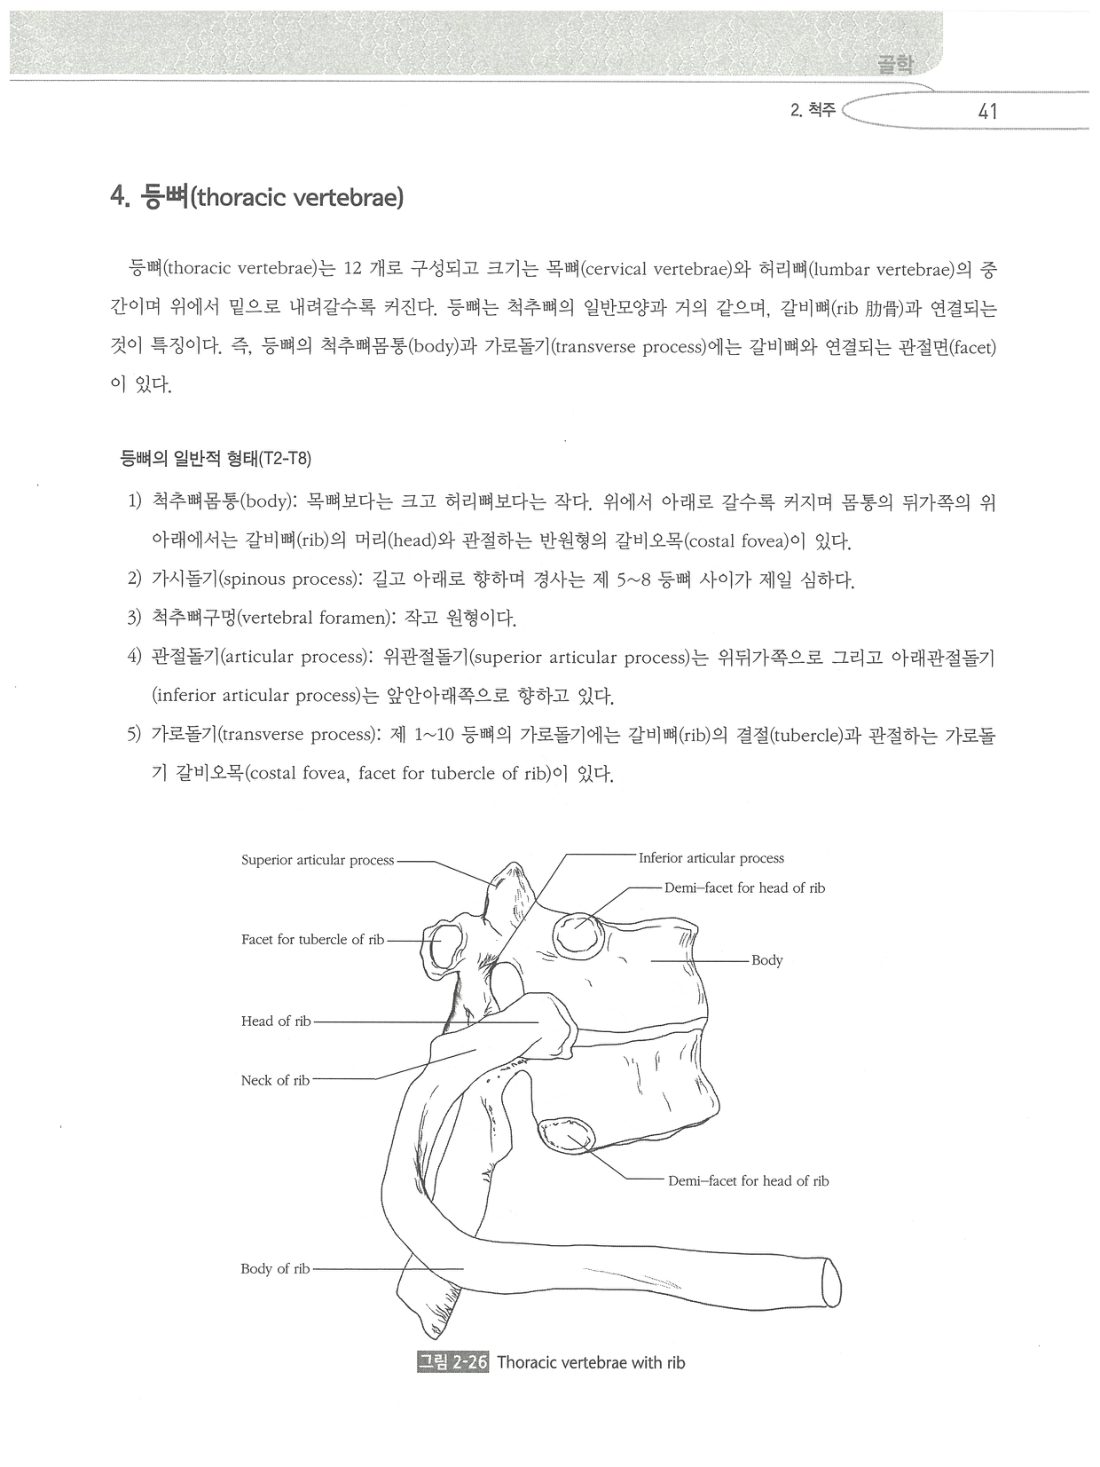 골학
2. 척주
41
4. 등뼈(thoracic vertebrae)
등뼈(thoracic vertebrae)는 12 개로 구성되고 크기는 목뼈(cervical vertebrae)와 허리뼈(lumbar vertebrae)의 중
간이며 위에서 밑으로 내려갈수록 커진다. 등뼈는 척추뼈의 일반모양과 거의 같으며, 갈비뼈(rib 肋骨)과 연결되는
것이 특징이다. 즉, 등뼈의 척추뼈몸통(body)과 가로돌기(transverse process)에는 갈비뼈와 연결되는 관절면(facet)
이 있다.
등뼈의 일반적 형태(T2-T8)
1) 척추뼈몸통(body): 목뼈보다는 크고 허리뼈보다는 작다. 위에서 아래로 갈수록 커지며 몸통의 뒤가쪽의 위
아래에서는 갈비뼈(rib)의 머리(head)와 관절하는 반원형의 갈비오목(costal fovea)이 있다.
2) 가시돌기(spinous process): 길고 아래로 향하며 경사는 제 5~8 등뼈 사이가 제일 심하다.
3) 척추뼈구멍(vertebral foramen): 작고 원형이다.
4) 관절돌기(articular process): 위관절돌기(superior articular process)는 위뒤가쪽으로 그리고 아래관절돌기
(inferior articular process)는 앞안아래쪽으로 향하고 있다.
5) 가로돌기(transverse process): 제 1~10 등뼈의 가로돌기에는 갈비뼈(rib)의 결절(tubercle)과 관절하는 가로돌
기 갈비오목(costal fovea, facet for tubercle of rib)이 있다.
Superior articular process
Inferior articular process
Demi-facet for head of rib
Facet for tubercle of rib
Body
Head of rib
Neck of rib
Demi-facet for head of rib
Body of rib
그림 2-26 Thoracic vertebrae with rib